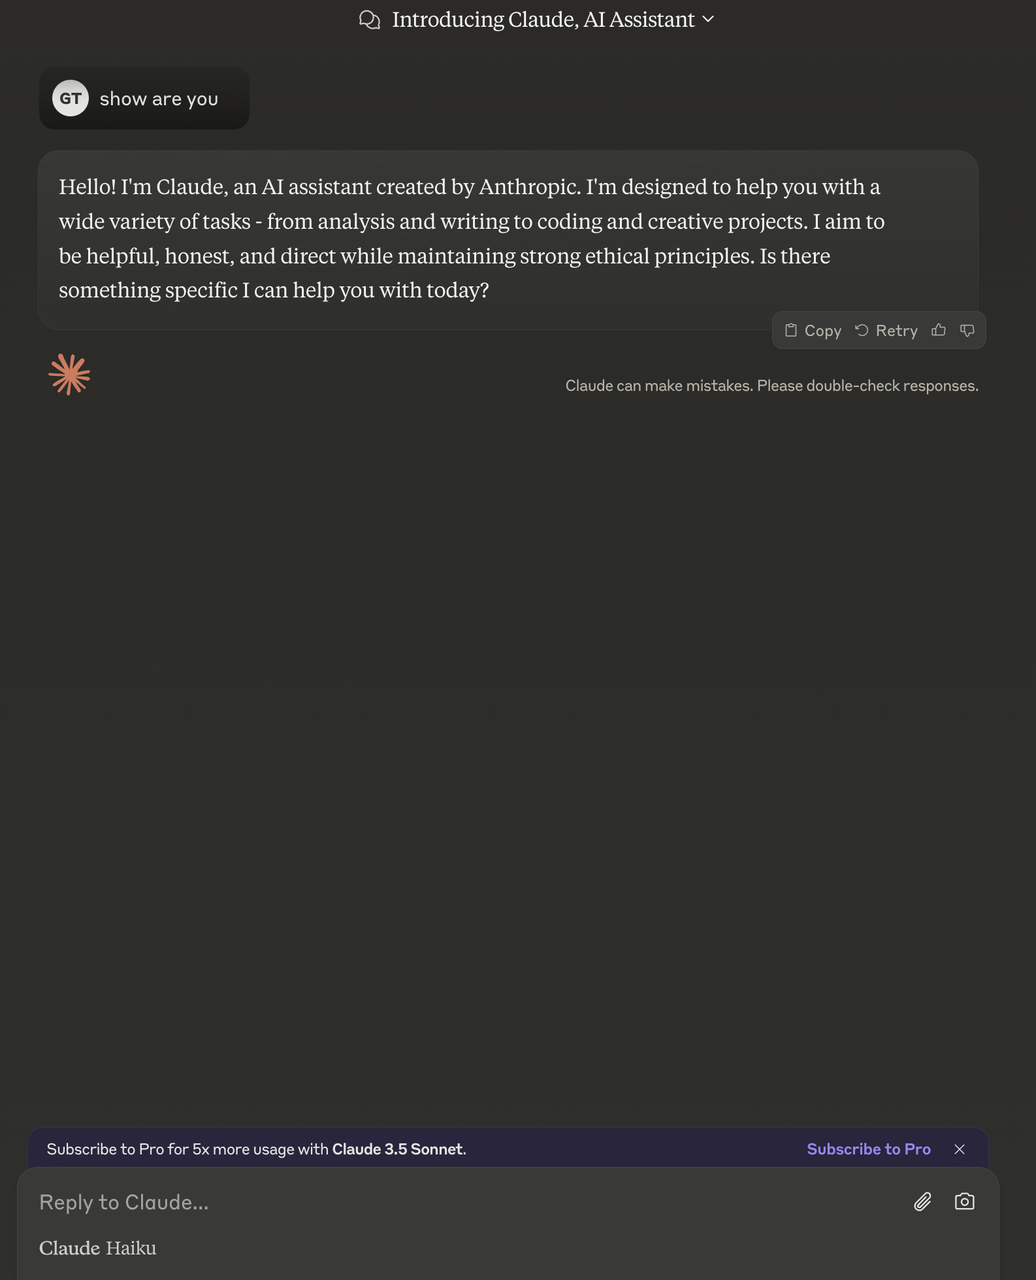 Introducing Claude, AI Assistant
GT show are you
Hello! I'm Claude, an AI assistant created by Anthropic. I'm designed to help you with a
wide variety of tasks - from analysis and writing to coding and creative projects. I aim to
be helpful, honest, and direct while maintaining strong ethical principles. Is there
something specific I can help you with today?
Copy Retry
Claude can make mistakes. Please double-check responses.
Subscribe to Pro for 5x more usage with Claude 3.5 Sonnet. Subscribe to Pro
Reply to Claude...
Claude Haiku